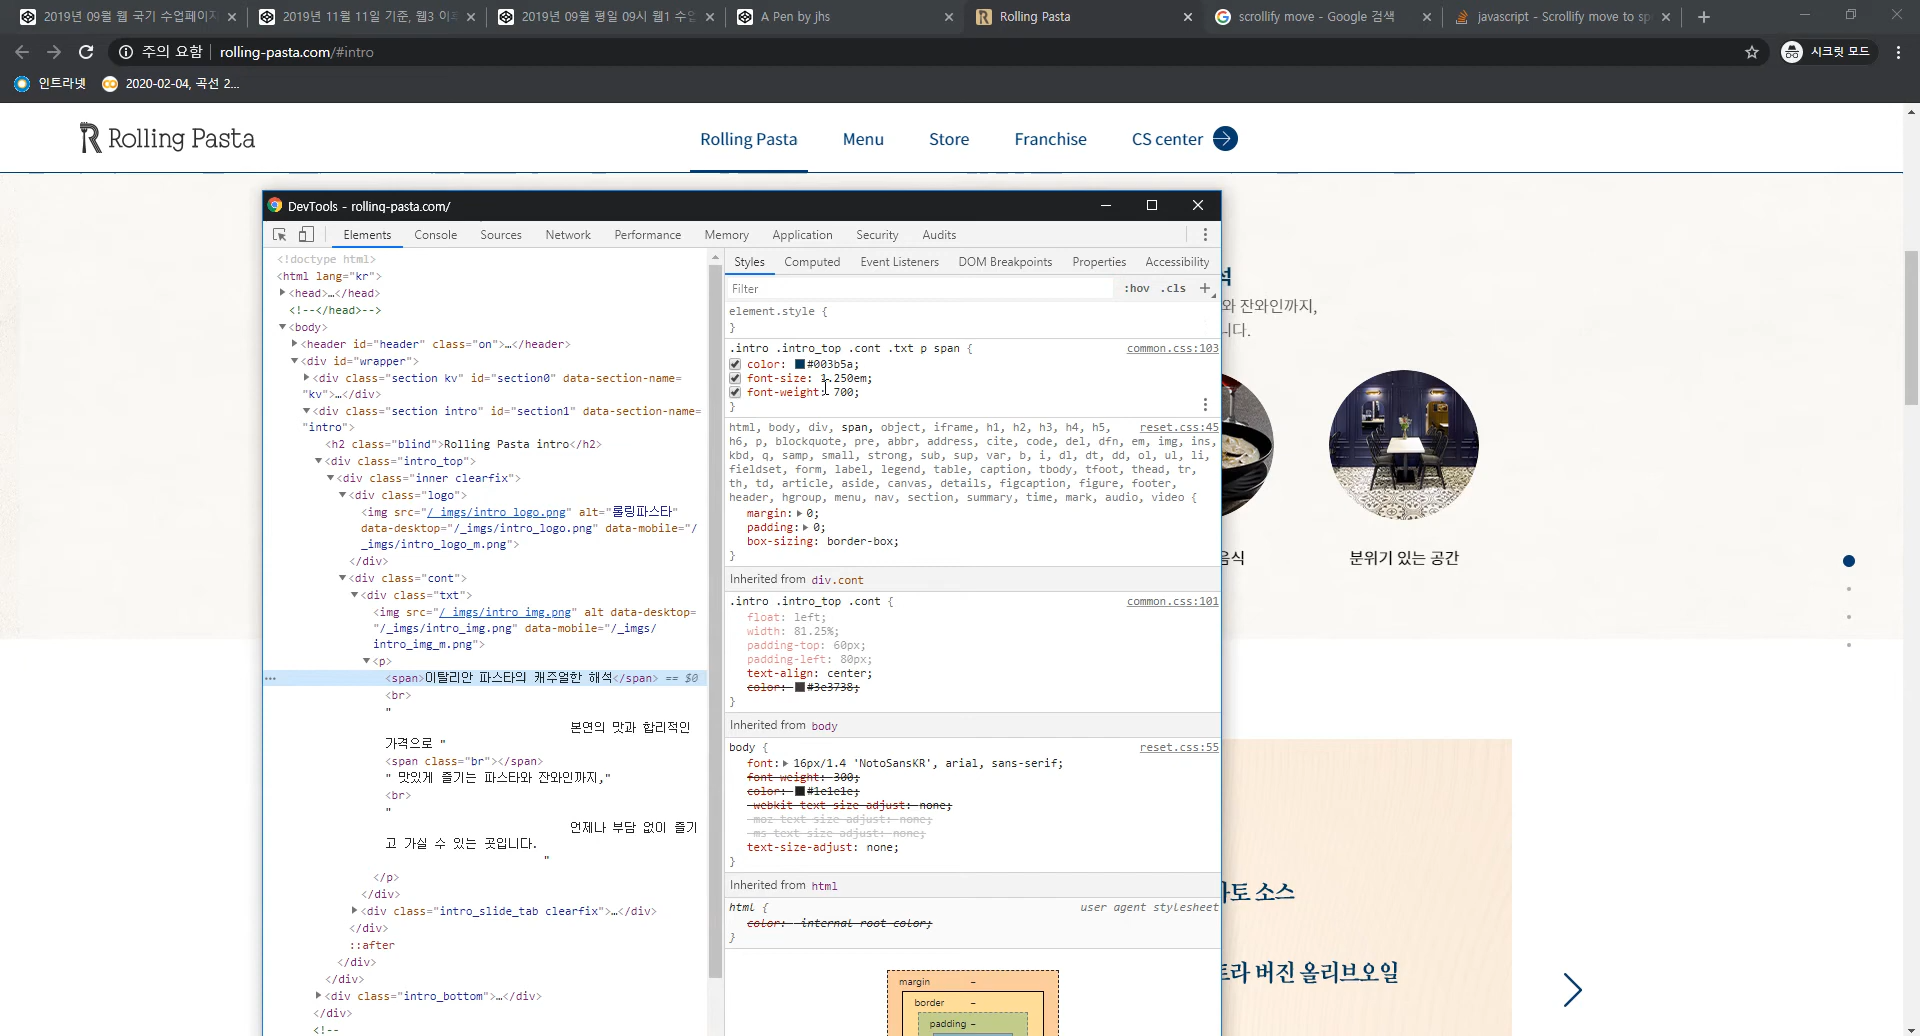 2019년 09월 웹 국기 수업페이지
2019년 11월 11일 기준, 웹3 이
2019년 09월 평일 09시 웹1 수
A Pen by jhs
Rolling Pasta
scrollify move - Google 검색
javascript - Scrollify move to sp
주의 요함 | rolling-pasta.com/#intro
시크릿 모드
인트라넷
2020-02-04, 곡선 2...
Rolling Pasta
Rolling Pasta
Menu
Store
Franchise
CS center
DevTools - rolling-pasta.com/
Elements
Console
Sources
Network
Performance
Memory
Application
Security
Audits
<!doctype html>
<html lang="kr">
<head>…</head>
<!--</head>-->
<body>
<header id="header" class="on">…</header>
<div id="wrapper">
<div class="section kv" id="section0" data-section-name=
"kv">…</div>
<div class="section intro" id="section1" data-section-name=
"intro">
<h2 class="blind">Rolling Pasta intro</h2>
<div class="intro_top">
<div class="inner clearfix">
<div class="logo">
<img src="/_imgs/intro_logo.png" alt="롤링파스타"
data-desktop="/_imgs/intro_logo.png" data-mobile="/
_imgs/intro_logo_m.png">
</div>
<div class="cont">
<div class="txt">
<img src="/_imgs/intro_img.png" alt data-desktop=
"/_imgs/intro_img.png" data-mobile="/_imgs/
intro_img_m.png">
<p>
<span>이탈리안 파스타의 캐주얼한 해석</span> == $0
<br>
"
본연의 맛과 합리적인
가격으로 "
<span class="br"></span>
" 맛있게 즐기는 파스타와 잔와인까지,"
<br>
"
언제나 부담 없이 즐기
고 가실 수 있는 곳입니다.
"
</p>
</div>
<div class="intro_slide_tab clearfix">…</div>
</div>
::after
</div>
</div>
<div class="intro_bottom">…</div>
</div>
<!--
Styles
Computed
Event Listeners
DOM Breakpoints
Properties
Accessibility
Filter
:hov .cls +
element.style {
}
.intro .intro_top .cont .txt p span {
common.css:103
color: #003b5a;
font-size: 1.250em;
font-weight: 700;
}
html, body, div, span, object, iframe, h1, h2, h3, h4, h5,
reset.css:45
h6, p, blockquote, pre, abbr, address, cite, code, del, dfn, em, img, ins,
kbd, q, samp, small, strong, sub, sup, var, b, i, dl, dt, dd, ol, ul, li,
fieldset, form, label, legend, table, caption, tbody, tfoot, thead, tr,
th, td, article, aside, canvas, details, figcaption, figure, footer,
header, hgroup, menu, nav, section, summary, time, mark, audio, video {
margin: 0;
padding: 0;
box-sizing: border-box;
}
Inherited from div.cont
.intro .intro_top .cont {
common.css:101
float: left;
width: 81.25%;
padding-top: 60px;
padding-left: 80px;
text-align: center;
color: #3e3738;
}
Inherited from body
body {
reset.css:55
font: 16px/1.4 'NotoSansKR', arial, sans-serif;
font-weight: 300;
color: #1e1e1e;
-webkit-text-size-adjust: none;
-moz-text-size-adjust: none;
-ms-text-size-adjust: none;
text-size-adjust: none;
}
Inherited from html
html {
user agent stylesheet
color: -internal-root-color;
}
margin -
border -
padding -
석
와 잔와인까지,
니다.
음식
분위기 있는 공간
마토 소스
트라 버진 올리브오일